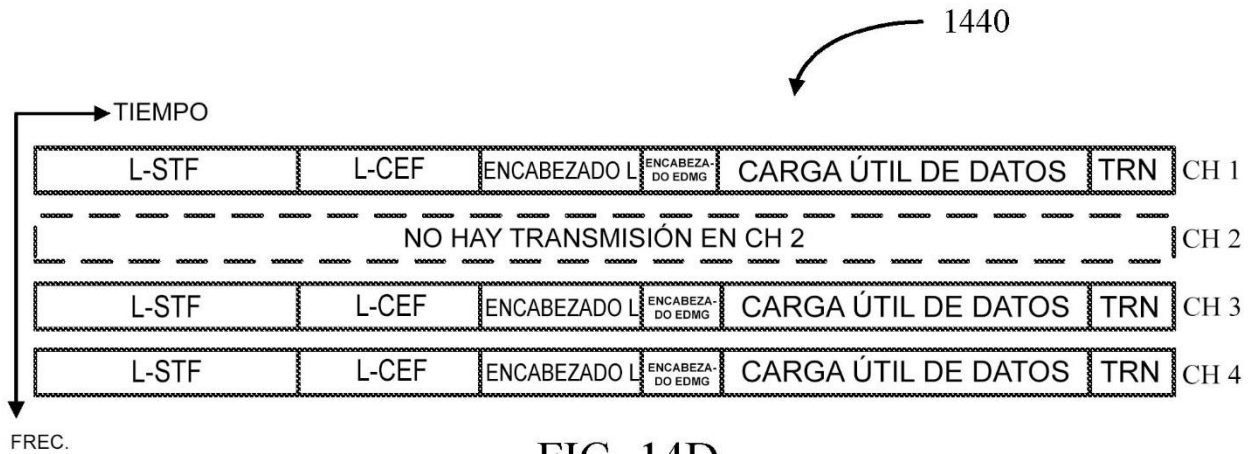 1440
TIEMPO
L-STF L-CEF ENCABEZADO L ENCABEZA-DO EDMG CARGA ÚTIL DE DATOS TRN CH 1
NO HAY TRANSMISIÓN EN CH 2 CH 2
L-STF L-CEF ENCABEZADO L ENCABEZA-DO EDMG CARGA ÚTIL DE DATOS TRN CH 3
L-STF L-CEF ENCABEZADO L ENCABEZA-DO EDMG CARGA ÚTIL DE DATOS TRN CH 4
FREC.
FIG. 14D